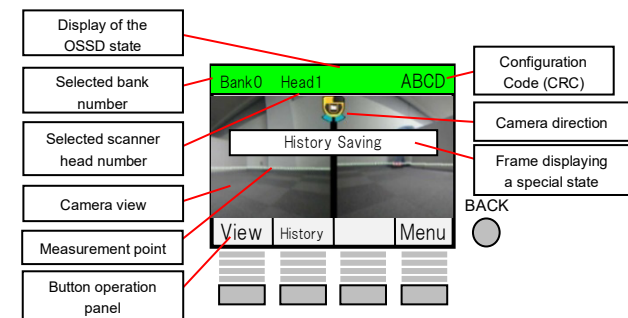 Display of the
OSSD state
Selected bank
number
Selected scanner
head number
Camera view
Measurement point
Button operation
panel
Bank0 Head1 ABCD
History Saving
View History Menu
Configuration
Code (CRC)
Camera direction
Frame displaying
a special state
BACK